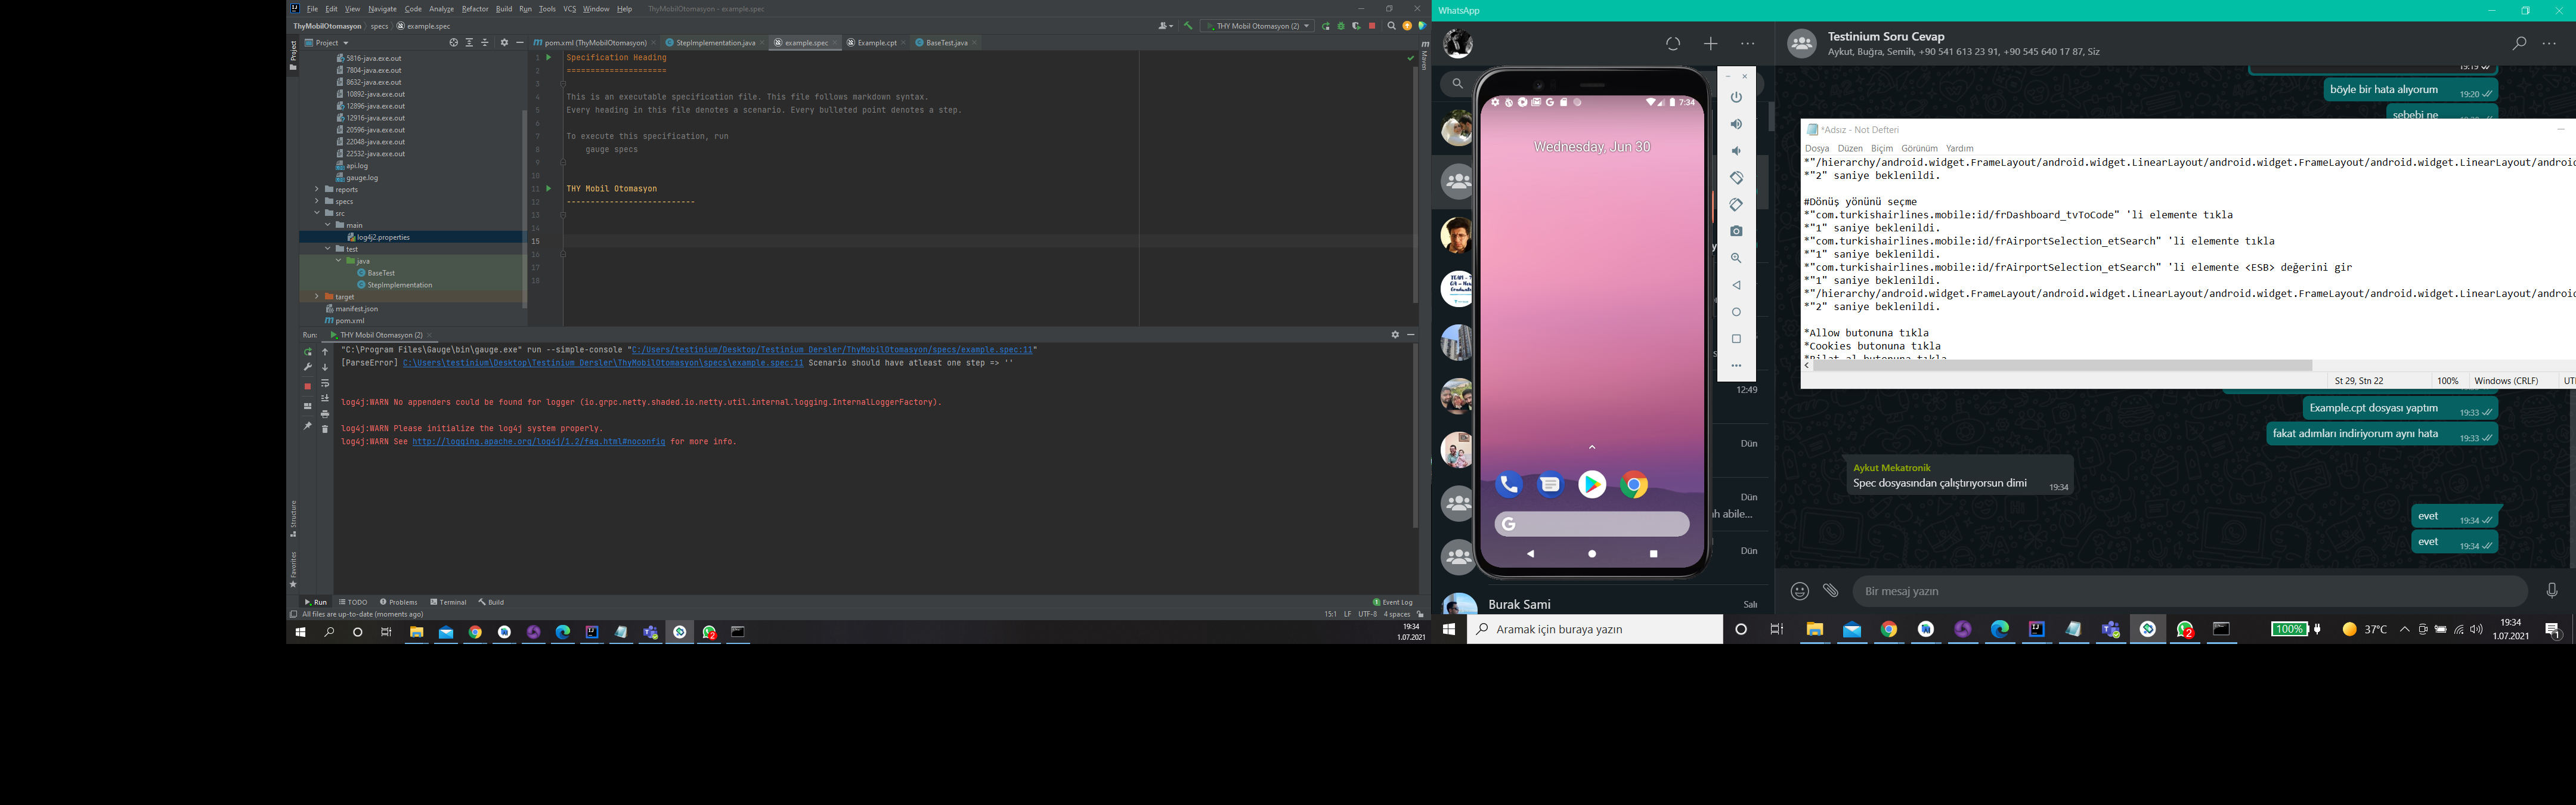 File Edit View Navigate Code Analyze Refactor Build Run Tools VCS Window Help ThyMobilOtomasyon - example.spec
ThyMobilOtomasyon specs example.spec
THY Mobil Otomasyon (2)
Project
pom.xml (ThyMobilOtomasyon) StepImplementation.java example.spec Example.cpt BaseTest.java
Project
Maven
5816-java.exe.out
7804-java.exe.out
8632-java.exe.out
10892-java.exe.out
12896-java.exe.out
12916-java.exe.out
20596-java.exe.out
22048-java.exe.out
22532-java.exe.out
api.log
gauge.log
reports
specs
src
main
log4j2.properties
test
java
BaseTest
StepImplementation
target
manifest.json
pom.xml
1 Specification Heading
2 =====================
3
4 This is an executable specification file. This file follows markdown syntax.
5 Every heading in this file denotes a scenario. Every bulleted point denotes a step.
6
7 To execute this specification, run
8 gauge specs
9
10
11 THY Mobil Otomasyon
12 ---------------------------
13
14
15
16
17
18
Run: THY Mobil Otomasyon (2)
"C:\Program Files\Gauge\bin\gauge.exe" run --simple-console "C:/Users/testinium/Desktop/Testinium Dersler/ThyMobilOtomasyon/specs/example.spec:11"
[ParseError] C:\Users\testinium\Desktop\Testinium Dersler\ThyMobilOtomasyon\specs\example.spec:11 Scenario should have atleast one step => ''
log4j:WARN No appenders could be found for logger (io.grpc.netty.shaded.io.netty.util.internal.logging.InternalLoggerFactory).
log4j:WARN Please initialize the log4j system properly.
log4j:WARN See http://logging.apache.org/log4j/1.2/faq.html#noconfig for more info.
Structure
Favorites
Run TODO Problems Terminal Build
Event Log
All files are up-to-date (moments ago)
15:1 LF UTF-8 4 spaces
19:34
1.07.2021
WhatsApp
Testinium Soru Cevap
Aykut, Buğra, Semih, +90 541 613 23 91, +90 545 640 17 87, Siz
19:19
böyle bir hata alıyorum 19:20
sebebi ne
7:34
Wednesday, Jun 30
12:49
Dün
Dün
ıh abile...
Dün
Burak Sami Salı
*Adsız - Not Defteri
Dosya Düzen Biçim Görünüm Yardım
*"/hierarchy/android.widget.FrameLayout/android.widget.LinearLayout/android.widget.FrameLayout/android.widget.LinearLayout/androi
*"2" saniye beklenildi.
#Dönüş yönünü seçme
*"com.turkishairlines.mobile:id/frDashboard_tvToCode" 'li elemente tıkla
*"1" saniye beklenildi.
*"com.turkishairlines.mobile:id/frAirportSelection_etSearch" 'li elemente tıkla
*"1" saniye beklenildi.
*"com.turkishairlines.mobile:id/frAirportSelection_etSearch" 'li elemente <ESB> değerini gir
*"1" saniye beklenildi.
*"/hierarchy/android.widget.FrameLayout/android.widget.LinearLayout/android.widget.FrameLayout/android.widget.LinearLayout/androi
*"2" saniye beklenildi.
*Allow butonuna tıkla
*Cookies butonuna tıkla
*Bilet al butonuna tıkla
St 29, Stn 22 100% Windows (CRLF) UT
Example.cpt dosyası yaptım 19:33
fakat adımları indiriyorum aynı hata 19:33
Aykut Mekatronik
Spec dosyasından çalıştırıyorsun dimi 19:34
evet 19:34
evet 19:34
Bir mesaj yazın
Aramak için buraya yazın
100% 37°C
19:34
1.07.2021